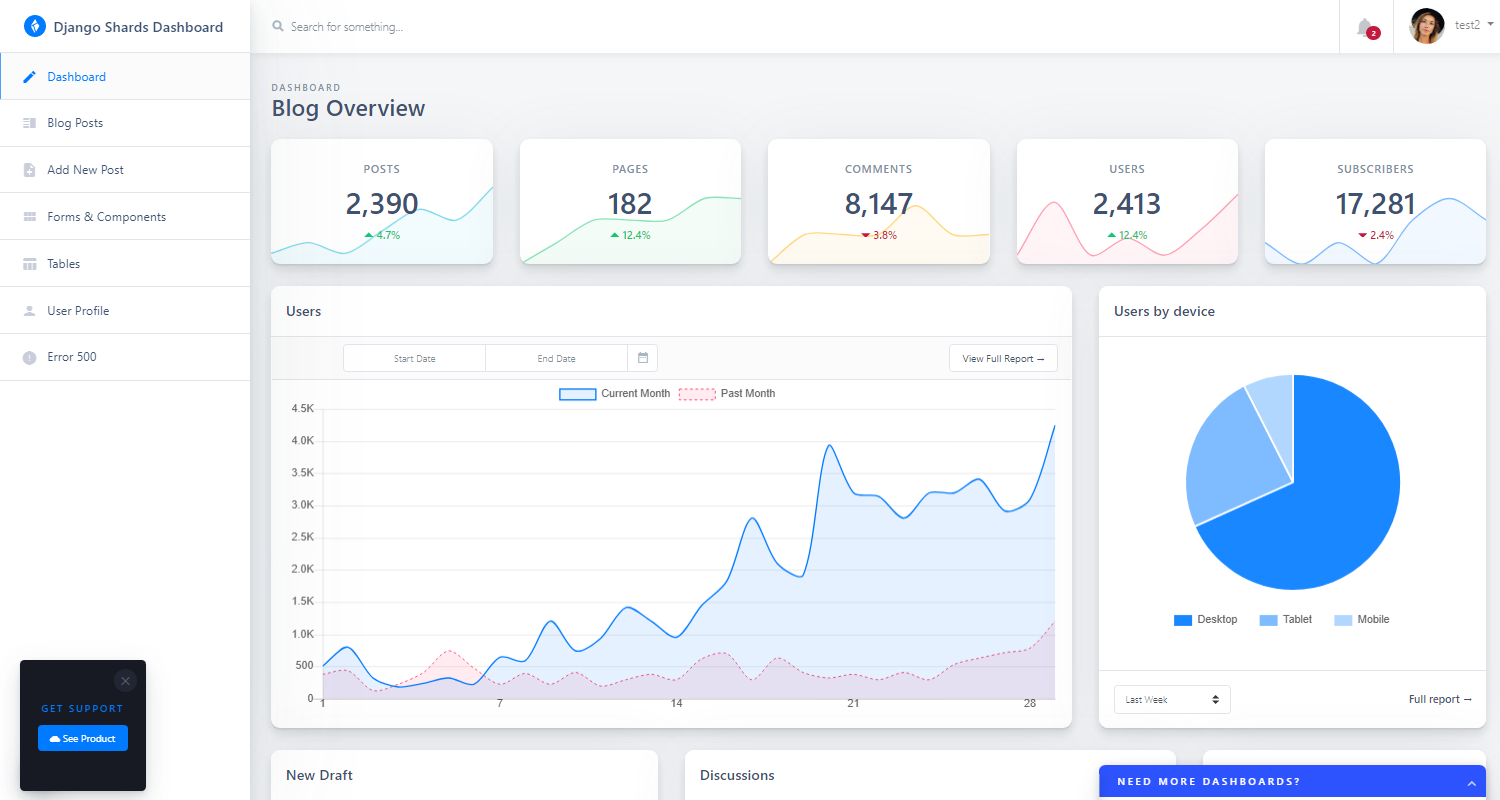 Django Shards Dashboard
Search for something...
2
test2
Dashboard
Blog Posts
Add New Post
Forms & Components
Tables
User Profile
Error 500
DASHBOARD
Blog Overview
POSTS
2,390
4.7%
PAGES
182
12.4%
COMMENTS
8,147
3.8%
USERS
2,413
12.4%
SUBSCRIBERS
17,281
2.4%
Users
Start Date
End Date
View Full Report →
Current Month
Past Month
4.5K
4.0K
3.5K
3.0K
2.5K
2.0K
1.5K
1.0K
500
0
1
7
14
21
28
Users by device
Desktop
Tablet
Mobile
Last Week
Full report →
GET SUPPORT
See Product
New Draft
Discussions
NEED MORE DASHBOARDS?